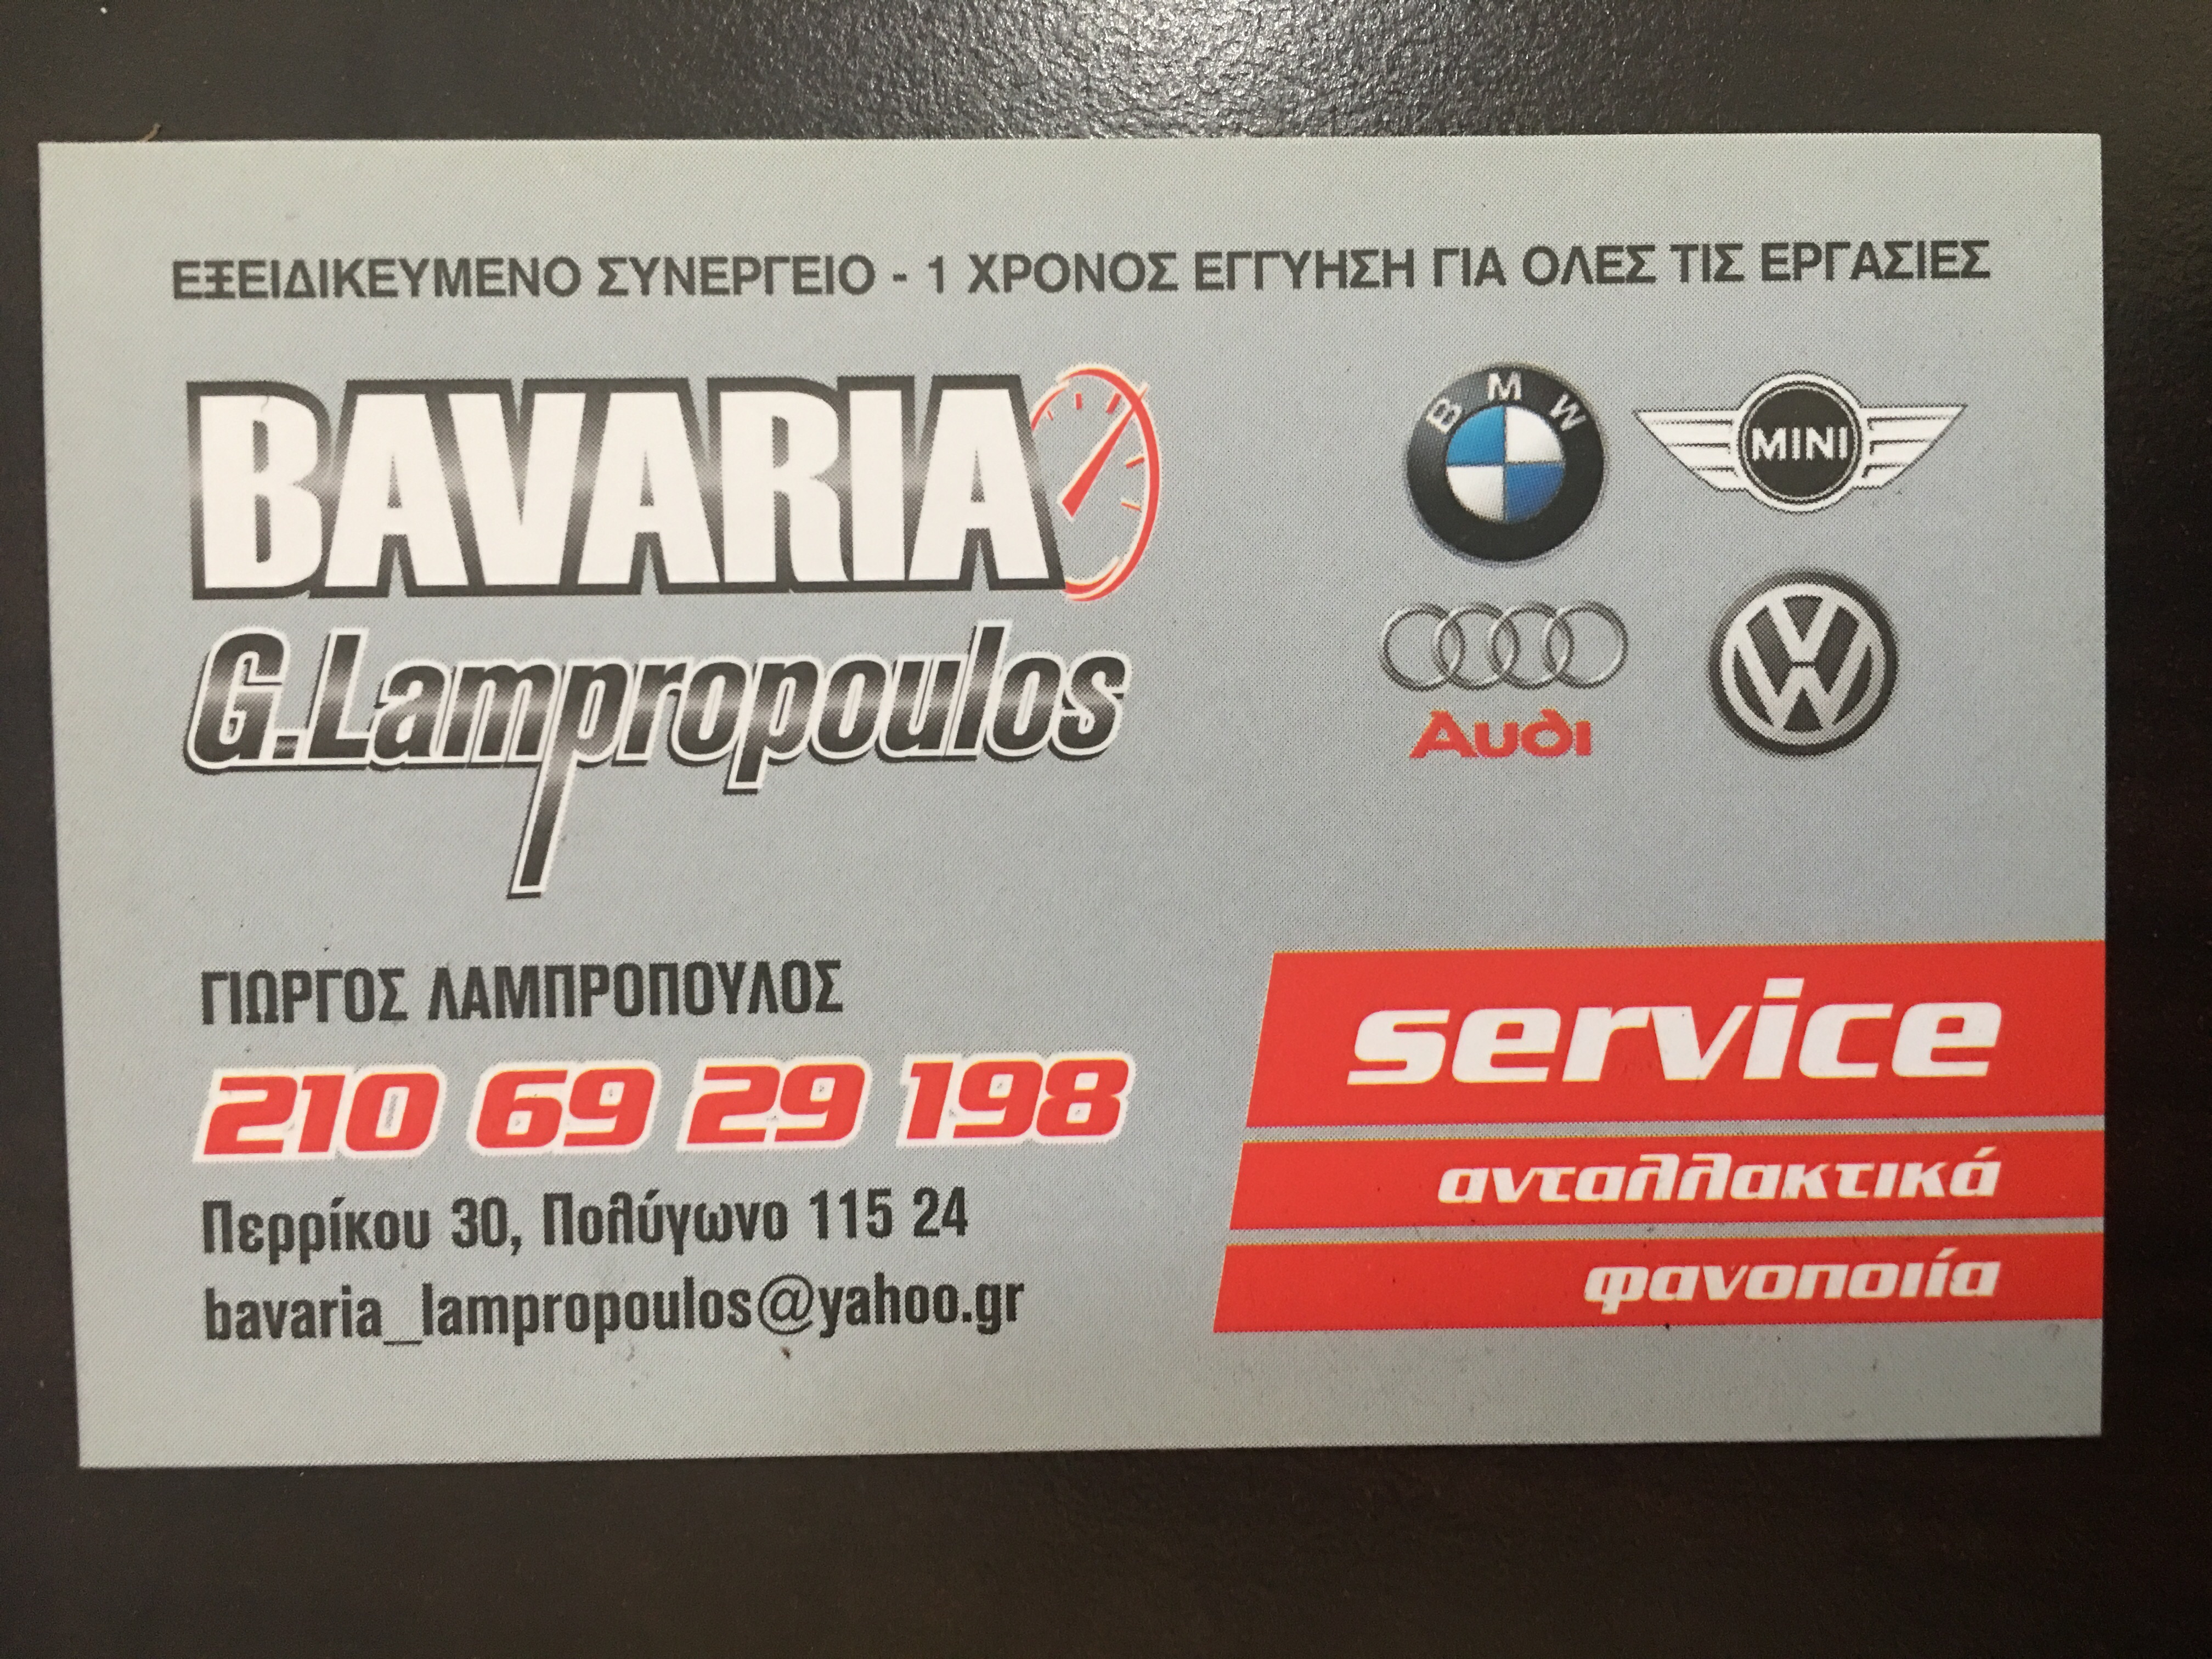 ΕΞΕΙΔΙΚΕΥΜΕΝΟ ΣΥΝΕΡΓΕΙΟ - 1 ΧΡΟΝΟΣ ΕΓΓΥΗΣΗ ΓΙΑ ΟΛΕΣ ΤΙΣ ΕΡΓΑΣΙΕΣ
BAVARIA
G.Lampropoulos
BMW
MINI
Audi
VW
ΓΙΩΡΓΟΣ ΛΑΜΠΡΟΠΟΥΛΟΣ
210 69 29 198
Περρίκου 30, Πολύγωνο 115 24
bavaria_lampropoulos@yahoo.gr
service
ανταλλακτικά
φανοποιία